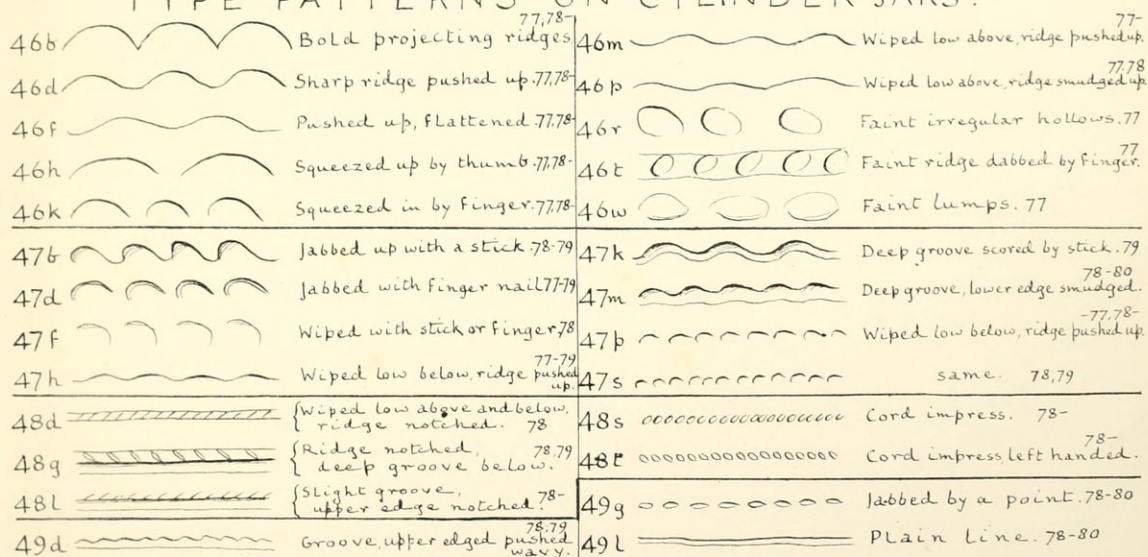 TYPE PATTERNS ON CYLINDER JARS.
46b Bold projecting ridges. 77,78-
46d Sharp ridge pushed up. 77,78-
46f Pushed up, flattened. 77,78-
46h Squeezed up by thumb. 77,78-
46k Squeezed in by finger. 77,78-
47b Jabbed up with a stick. 78-79
47d Jabbed with finger nail 77-79
47f Wiped with stick or finger, 78
77-79
47h Wiped low below, ridge pushed
up.
48d {Wiped low above and below,
ridge notched. 78
48g {Ridge notched, 78,79
deep groove below.
48l {Slight groove, 78-
upper edge notched.
78,79
49d Groove, upper edged pushed
wavy.
77-
46m Wiped low above, ridge pushed up.
77,78
46p Wiped low above, ridge smudged up.
46r Faint irregular hollows. 77
77
46t Faint ridge dabbed by finger.
46w Faint lumps. 77
47k Deep groove scored by stick. 79
78-80
47m Deep groove, lower edge smudged.
-77,78-
47p Wiped low below, ridge pushed up.
47s same. 78,79
48s Cord impress. 78-
78-
48t Cord impress, left handed.
49g Jabbed by a point. 78-80
49l Plain line. 78-80